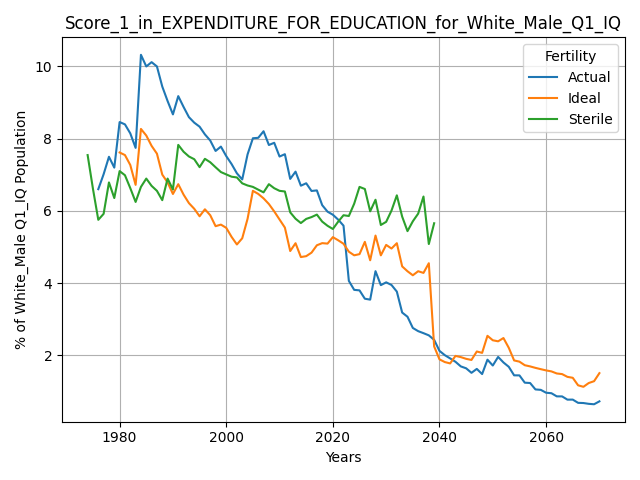 Score_1_in_EXPENDITURE_FOR_EDUCATION_for_White_Male_Q1_IQ
Fertility
Actual
Ideal
Sterile
% of White_Male Q1_IQ Population
10
8
6
4
2
1980
2000
2020
2040
2060
Years